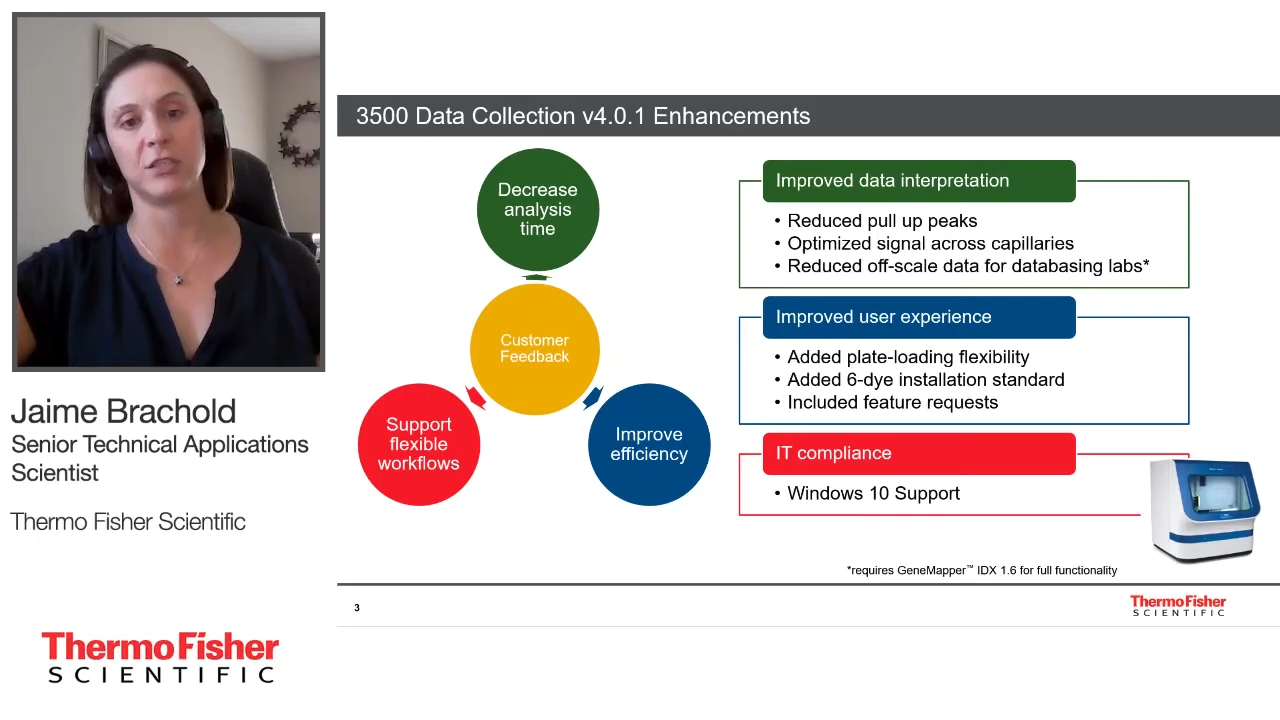 Jaime Brachold
Senior Technical Applications
Scientist
Thermo Fisher Scientific
ThermoFisher
SCIENTIFIC
3500 Data Collection v4.0.1 Enhancements
Decrease
analysis
time
Customer
Feedback
Support
flexible
workflows
Improve
efficiency
Improved data interpretation
• Reduced pull up peaks
• Optimized signal across capillaries
• Reduced off-scale data for databasing labs*
Improved user experience
• Added plate-loading flexibility
• Added 6-dye installation standard
• Included feature requests
IT compliance
• Windows 10 Support
*requires GeneMapper™ IDX 1.6 for full functionality
3
ThermoFisher
SCIENTIFIC